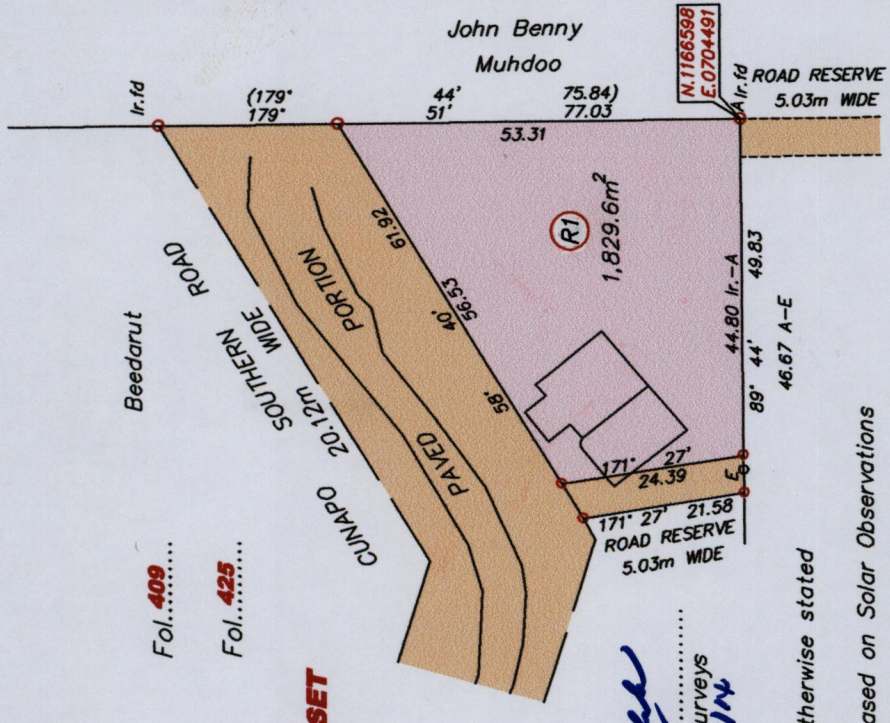 John Benny
Muhdoo
Ir.fd
(179° 44' 75.84)
179° 51' 77.03
53.31
N.1166598
E.0704491
A Ir.fd
ROAD RESERVE
5.03m WIDE
Beedarut
CUNAPO SOUTHERN ROAD
20.12m WIDE
PAVED PORTION
61.92
58' 40' 56.53
R1
1,829.6m²
44.80 Ir.-A
89° 44' 49.83
46.67 A-E
171° 27'
24.39
E
171° 27' 21.58
ROAD RESERVE
5.03m WIDE
Fol.409
Fol.425
SET
urveys
therwise stated
ased on Solar Observations